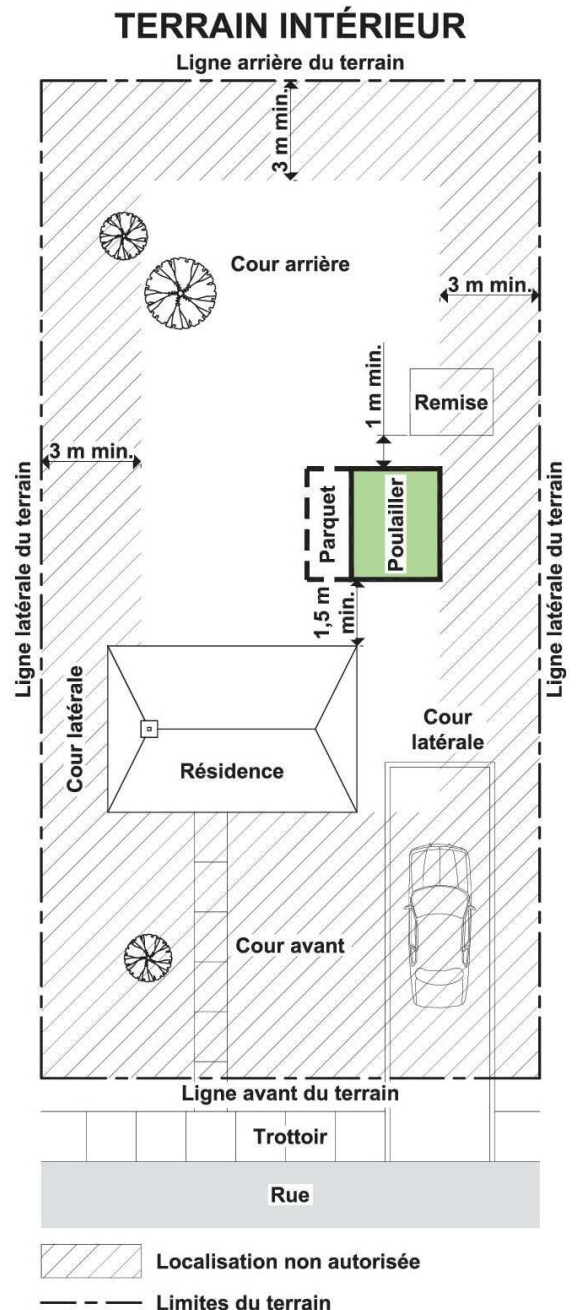 TERRAIN INTÉRIEUR
Ligne arrière du terrain
3 m min.
Cour arrière
3 m min.
1 m min.
Remise
3 m min.
Parquet
Poulailler
1,5 m
min.
Ligne latérale du terrain
Ligne latérale du terrain
Cour latérale
Résidence
Cour
latérale
Cour avant
Ligne avant du terrain
Trottoir
Rue
Localisation non autorisée
Limites du terrain